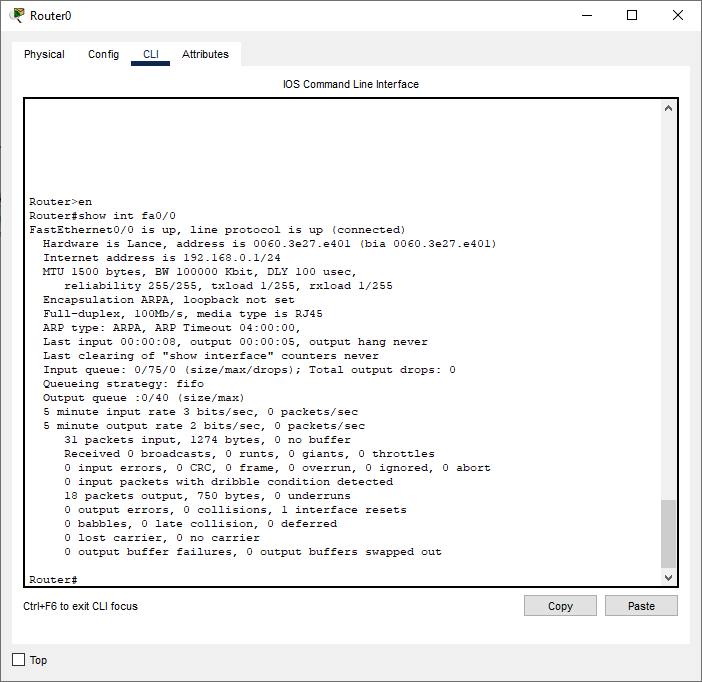 Router0
Physical Config CLI Attributes
IOS Command Line Interface
Router>en
Router#show int fa0/0
FastEthernet0/0 is up, line protocol is up (connected)
Hardware is Lance, address is 0060.3e27.e401 (bia 0060.3e27.e401)
Internet address is 192.168.0.1/24
MTU 1500 bytes, BW 100000 Kbit, DLY 100 usec,
reliability 255/255, txload 1/255, rxload 1/255
Encapsulation ARPA, loopback not set
Full-duplex, 100Mb/s, media type is RJ45
ARP type: ARPA, ARP Timeout 04:00:00,
Last input 00:00:08, output 00:00:05, output hang never
Last clearing of "show interface" counters never
Input queue: 0/75/0 (size/max/drops); Total output drops: 0
Queueing strategy: fifo
Output queue :0/40 (size/max)
5 minute input rate 3 bits/sec, 0 packets/sec
5 minute output rate 2 bits/sec, 0 packets/sec
31 packets input, 1274 bytes, 0 no buffer
Received 0 broadcasts, 0 runts, 0 giants, 0 throttles
0 input errors, 0 CRC, 0 frame, 0 overrun, 0 ignored, 0 abort
0 input packets with dribble condition detected
18 packets output, 750 bytes, 0 underruns
0 output errors, 0 collisions, 1 interface resets
0 babbles, 0 late collision, 0 deferred
0 lost carrier, 0 no carrier
0 output buffer failures, 0 output buffers swapped out
Router#
Ctrl+F6 to exit CLI focus Copy Paste
Top